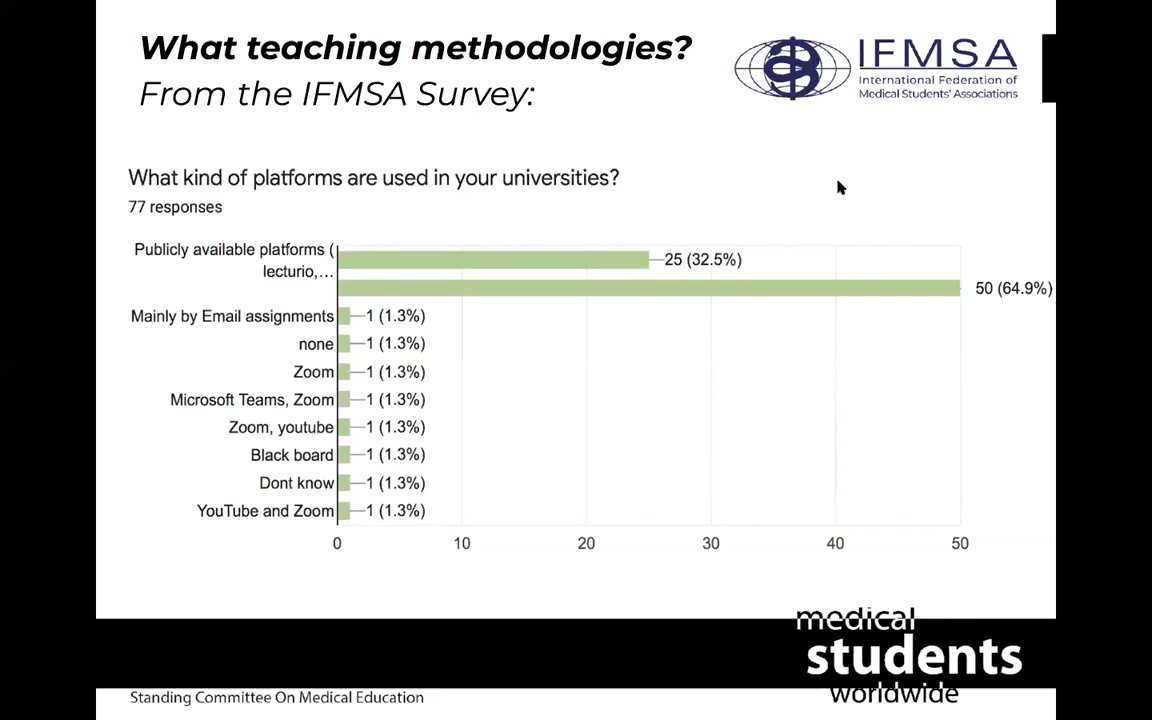 What teaching methodologies?
From the IFMSA Survey:
IFMSA
International Federation of
Medical Students' Associations
What kind of platforms are used in your universities?
77 responses
Publicly available platforms (
lecturio,…
25 (32.5%)
50 (64.9%)
Mainly by Email assignments 1 (1.3%)
none 1 (1.3%)
Zoom 1 (1.3%)
Microsoft Teams, Zoom 1 (1.3%)
Zoom, youtube 1 (1.3%)
Black board 1 (1.3%)
Dont know 1 (1.3%)
YouTube and Zoom 1 (1.3%)
0 10 20 30 40 50
medical
students
worldwide
Standing Committee On Medical Education